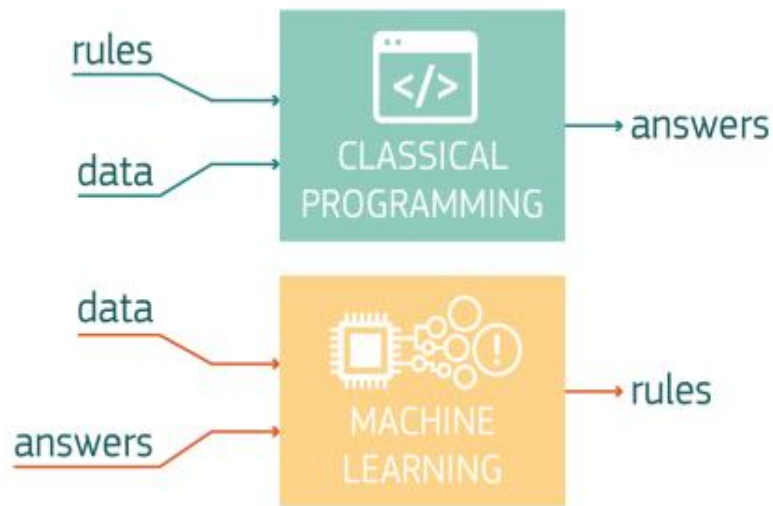 rules
data
</>
CLASSICAL
PROGRAMMING
answers
data
answers
!
MACHINE
LEARNING
rules